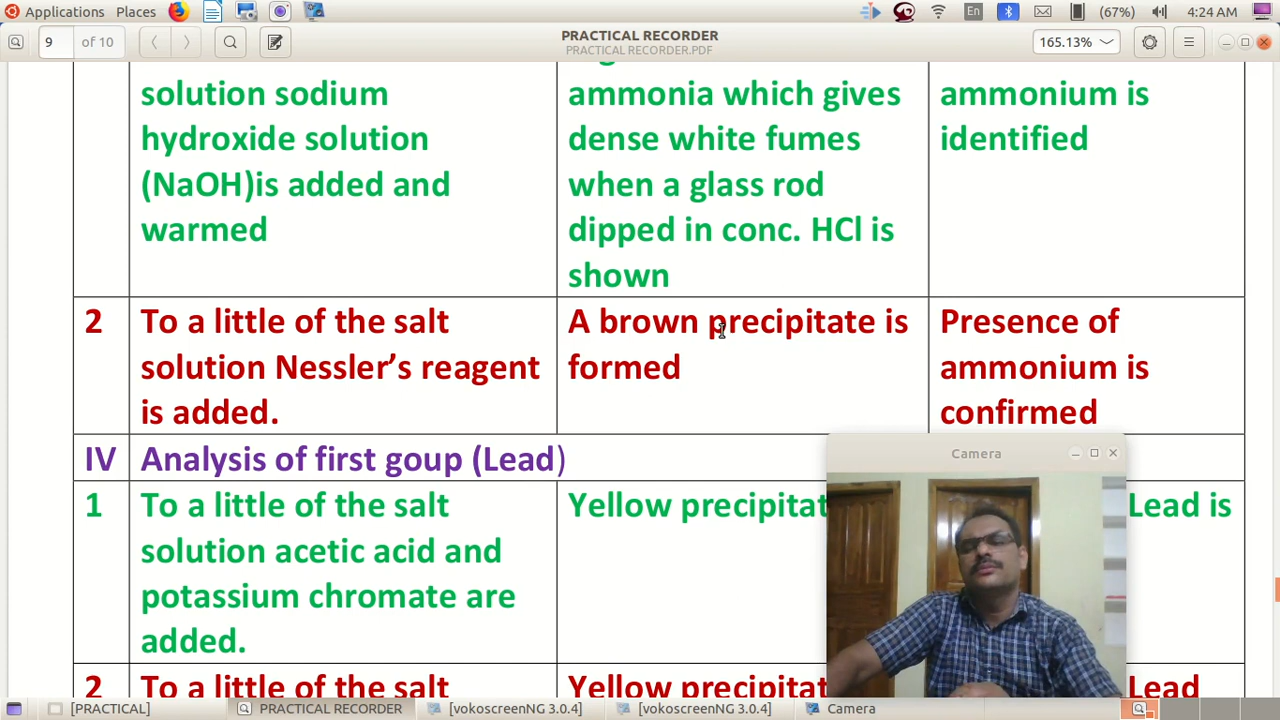 Applications Places En (67%) 4:24 AM
9 of 10 PRACTICAL RECORDER 165.13%
PRACTICAL RECORDER.PDF
solution sodium
hydroxide solution
(NaOH)is added and
warmed
ammonia which gives
dense white fumes
when a glass rod
dipped in conc. HCl is
shown
ammonium is
identified
2 To a little of the salt
solution Nessler’s reagent
is added.
A brown precipitate is
formed
Presence of
ammonium is
confirmed
IV Analysis of first goup (Lead)
Camera
1 To a little of the salt
solution acetic acid and
potassium chromate are
added.
Yellow precipitat
Lead is
2 To a little of the salt
Yellow precipitat
Lead
[PRACTICAL] PRACTICAL RECORDER [vokoscreenNG 3.0.4] [vokoscreenNG 3.0.4] Camera